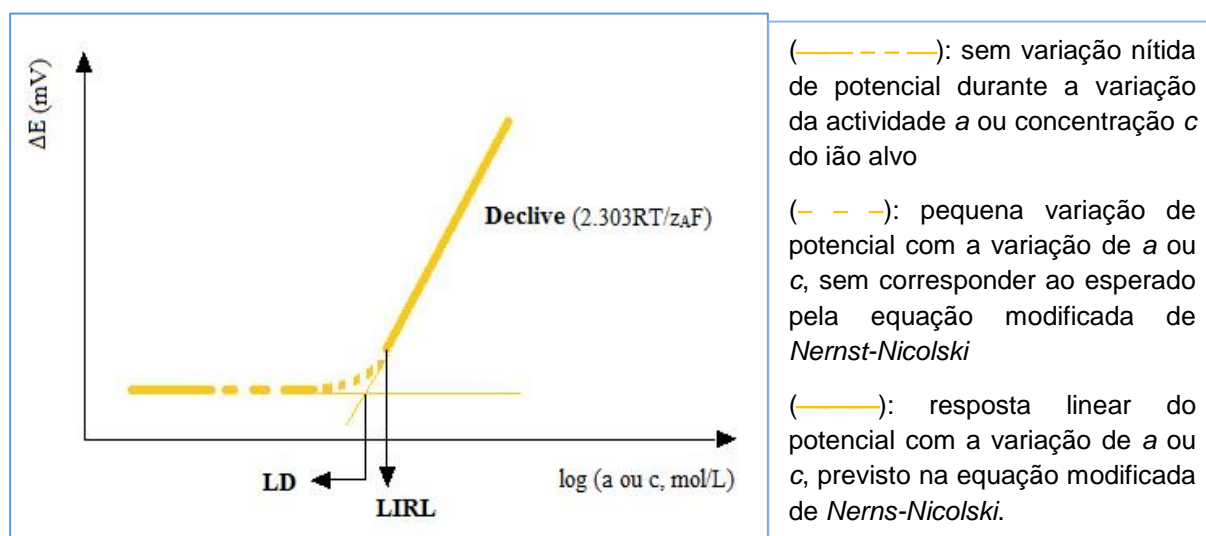 ΔE (mV)
Declive (2.303RT/zAF)
LD
LIRL
log (a ou c, mol/L)
(——— – – ——): sem variação nítida
de potencial durante a variação
da actividade a ou concentração c
do ião alvo
(– – –): pequena variação de
potencial com a variação de a ou
c, sem corresponder ao esperado
pela equação modificada de
Nernst-Nicolski
(———): resposta linear do
potencial com a variação de a ou
c, previsto na equação modificada
de Nerns-Nicolski.